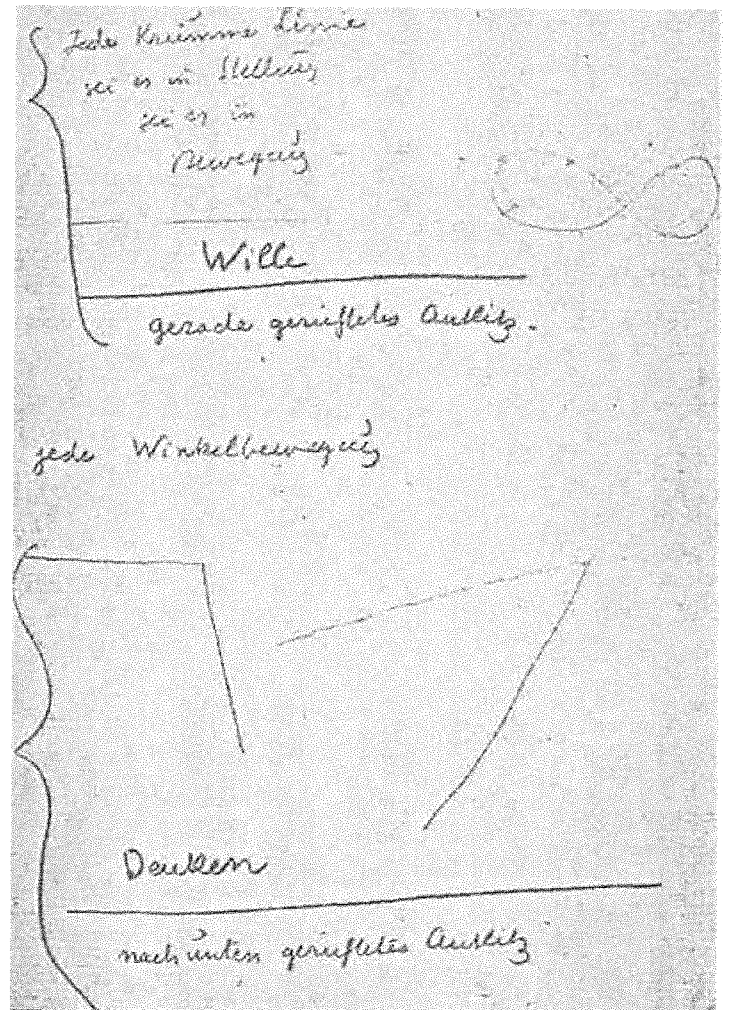 Jede Krumme Linie
sei es in Stellung
sei es in
Bewegung
Wille
gerade gerichtetes Antlitz.
jede Winkelbewegung
Denken
nach unten gerichtetes Antlitz